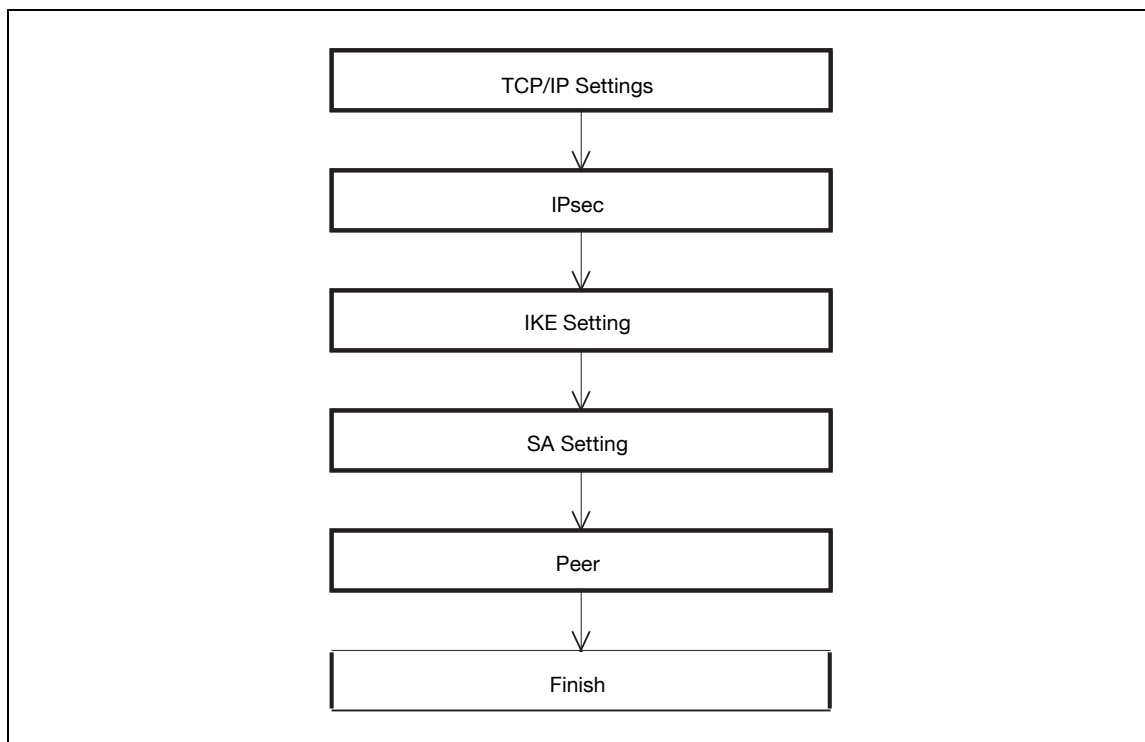 TCP/IP Settings
IPsec
IKE Setting
SA Setting
Peer
Finish